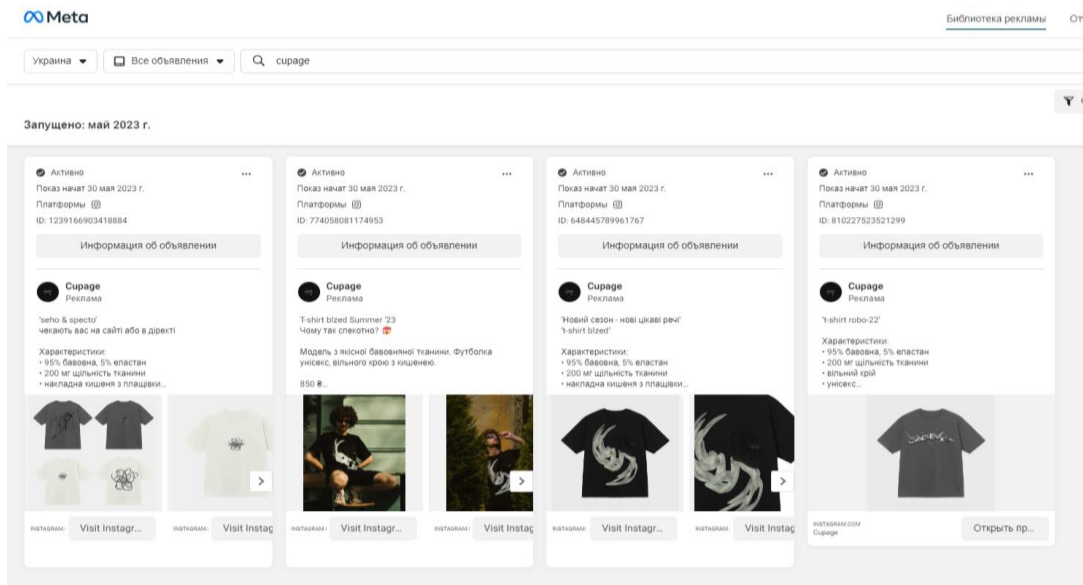 Meta
Библиотека рекламы
Украина
Все объявления
cupage
Запущено: май 2023 г.
Активно
Показ начат 30 мая 2023 г.
Платформы
ID: 1239166903418884
Информация об объявлении
Cupage
Реклама
'seho & specto'
чекають вас на сайті або в діректі
Характеристики:
• 95% бавовна, 5% еластан
• 200 мг щільність тканини
• накладна кишеня з плащівки...
INSTAGRAM.
Visit Instagr...
INSTAGRAM.
Visit Instag
Активно
Показ начат 30 мая 2023 г.
Платформы
ID: 774058081174953
Информация об объявлении
Cupage
Реклама
T-shirt blzed Summer '23
Чому так спекотно?
Модель з якісної бавовняної тканини. Футболка
унісекс, вільного крою з кишенею.
850 ₴...
INSTAGRAM.
Visit Instagr...
INSTAGRAM.
Visit Instag
Активно
Показ начат 30 мая 2023 г.
Платформы
ID: 648445789961767
Информация об объявлении
Cupage
Реклама
'Новий сезон - нові цікаві речі'
't-shirt blzed'
Характеристики:
• 95% бавовна, 5% еластан
• 200 мг щільність тканини
• накладна кишеня з плащівки...
INSTAGRAM.
Visit Instagr...
INSTAGRAM.
Visit Instag
Активно
Показ начат 30 мая 2023 г.
Платформы
ID: 810227523521299
Информация об объявлении
Cupage
Реклама
't-shirt robo-22'
Характеристики:
• 95% бавовна, 5% еластан
• 200 мг щільність тканини
• вільний крій
• унісекс...
INSTAGRAM.COM
Cupage
Открыть пр...